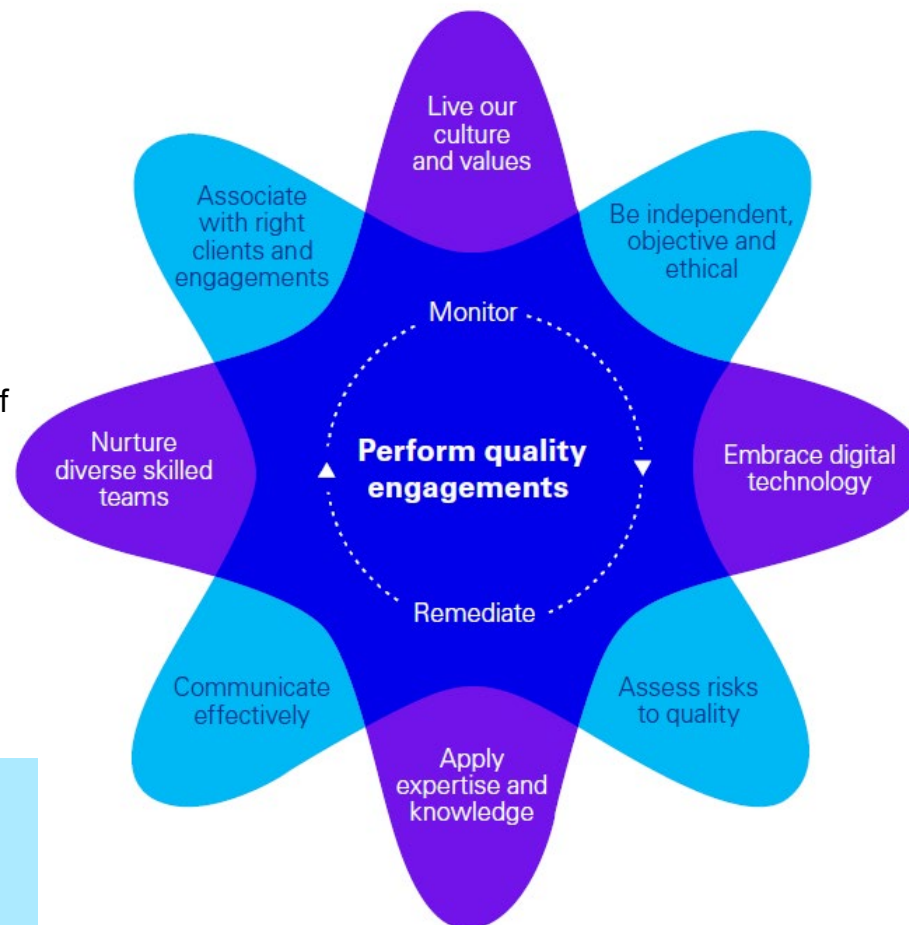 Live our
culture
and values
Associate
with right
clients and
engagements
Be independent,
objective and
ethical
Monitor
f
Nurture
diverse skilled
teams
Perform quality
engagements
Embrace digital
technology
Remediate
Communicate
effectively
Assess risks
to quality
Apply
expertise and
knowledge